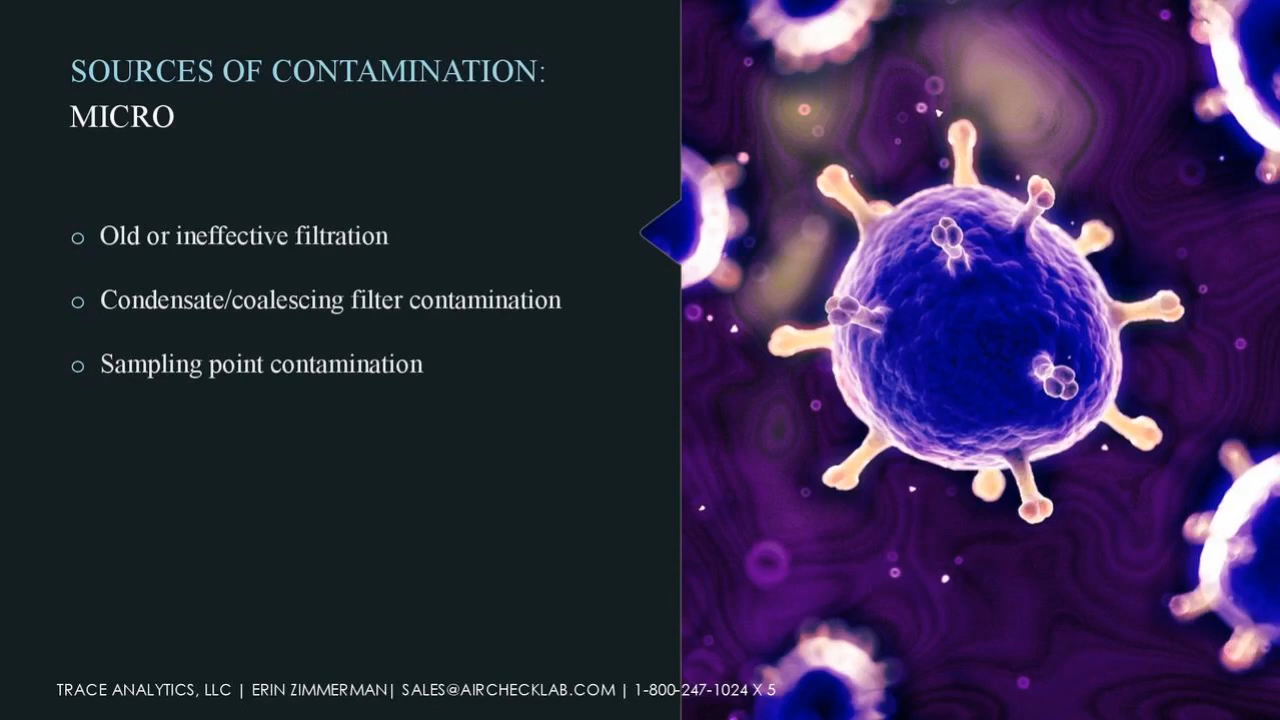 SOURCES OF CONTAMINATION:
MICRO
Old or ineffective filtration
Condensate/coalescing filter contamination
Sampling point contamination
TRACE ANALYTICS, LLC | ERIN ZIMMERMAN| SALES@AIRCHECKLAB.COM | 1-800-247-1024 X 5